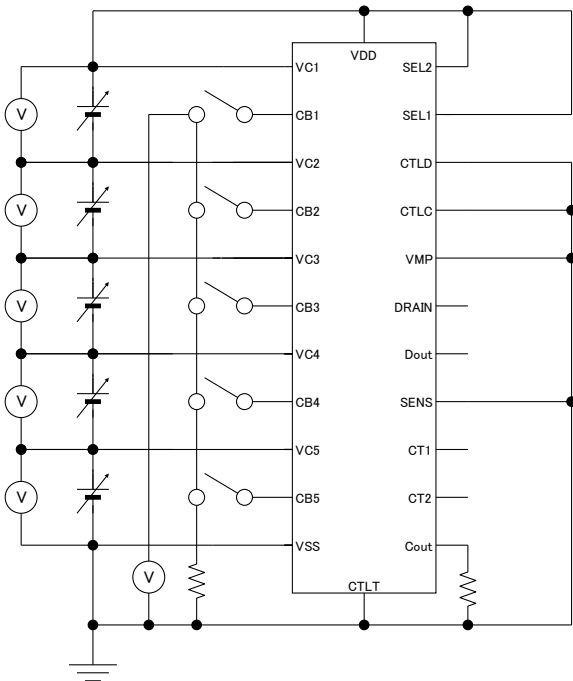 VDD
VC1 SEL2
V
CB1 SEL1
VC2 CTLD
V
CB2 CTLC
VC3 VMP
V
CB3 DRAIN
VC4 Dout
V
CB4 SENS
VC5 CT1
V
CB5 CT2
VSS Cout
V
CTLT